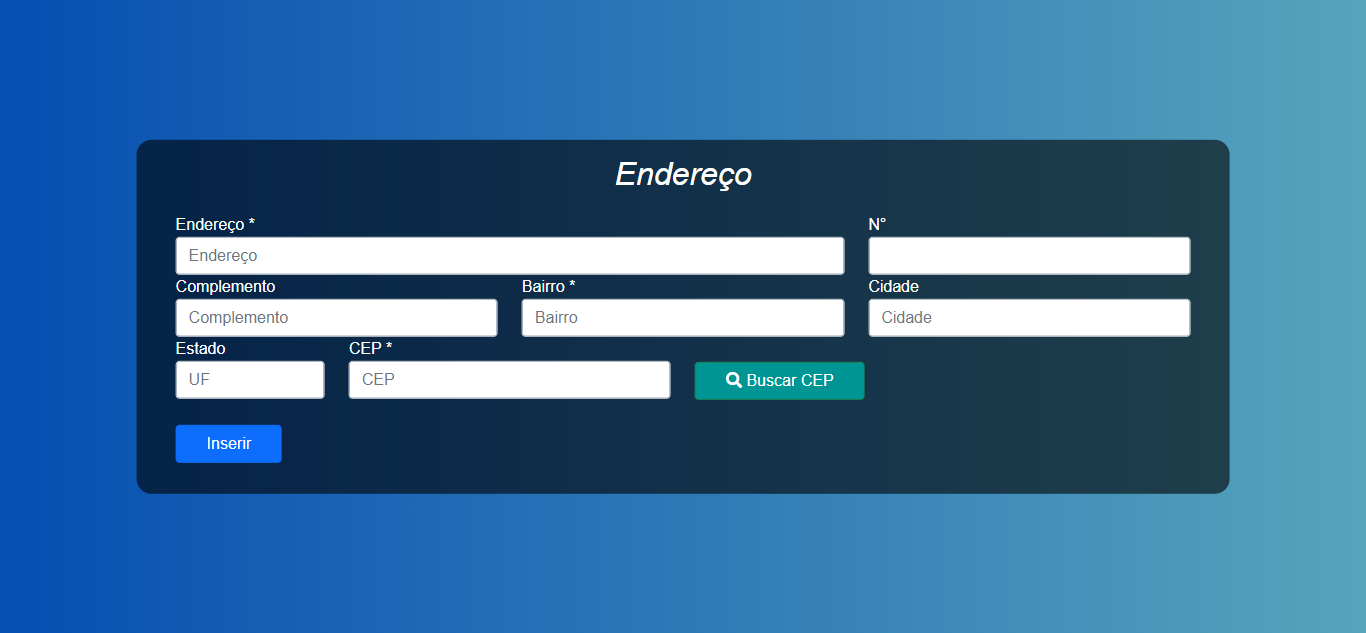 Endereço
Endereço * N°
Endereço
Complemento Bairro * Cidade
Complemento Bairro Cidade
Estado CEP *
UF CEP Buscar CEP
Inserir